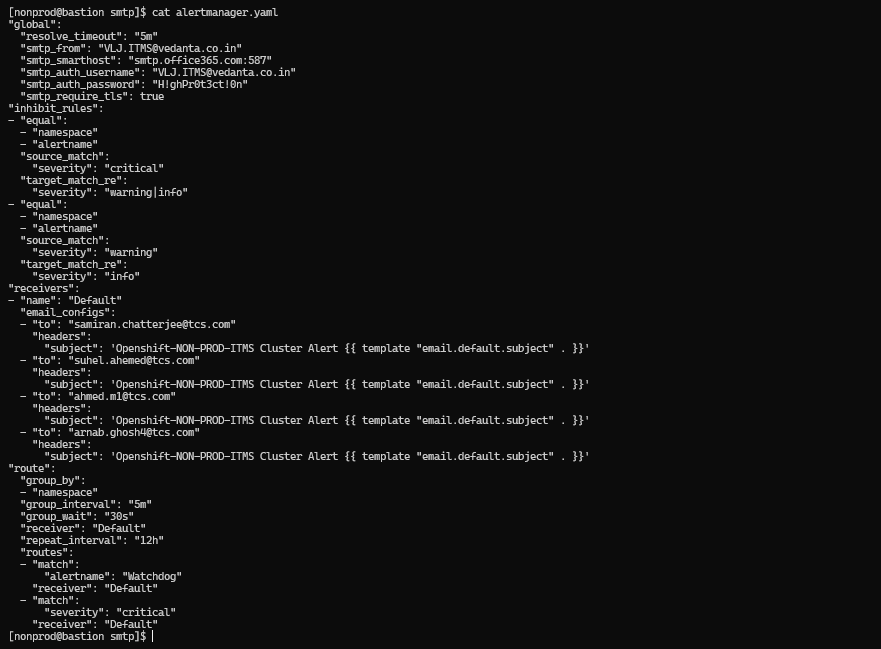 [nonprod@bastion smtp]$ cat alertmanager.yaml
"global":
  "resolve_timeout": "5m"
  "smtp_from": "VLJ.ITMS@vedanta.co.in"
  "smtp_smarthost": "smtp.office365.com:587"
  "smtp_auth_username": "VLJ.ITMS@vedanta.co.in"
  "smtp_auth_password": "H!ghPr0t3ct!0n"
  "smtp_require_tls": true
"inhibit_rules":
- "equal":
  - "namespace"
  - "alertname"
  "source_match":
    "severity": "critical"
  "target_match_re":
    "severity": "warning|info"
- "equal":
  - "namespace"
  - "alertname"
  "source_match":
    "severity": "warning"
  "target_match_re":
    "severity": "info"
"receivers":
- "name": "Default"
  "email_configs":
  - "to": "samiran.chatterjee@tcs.com"
    "headers":
      "subject": 'Openshift-NON-PROD-ITMS Cluster Alert {{ template "email.default.subject" . }}'
  - "to": "suhel.ahemed@tcs.com"
    "headers":
      "subject": 'Openshift-NON-PROD-ITMS Cluster Alert {{ template "email.default.subject" . }}'
  - "to": "ahmed.m1@tcs.com"
    "headers":
      "subject": 'Openshift-NON-PROD-ITMS Cluster Alert {{ template "email.default.subject" . }}'
  - "to": "arnab.ghosh4@tcs.com"
    "headers":
      "subject": 'Openshift-NON-PROD-ITMS Cluster Alert {{ template "email.default.subject" . }}'
"route":
  "group_by":
  - "namespace"
  "group_interval": "5m"
  "group_wait": "30s"
  "receiver": "Default"
  "repeat_interval": "12h"
  "routes":
  - "match":
      "alertname": "Watchdog"
    "receiver": "Default"
  - "match":
      "severity": "critical"
    "receiver": "Default"
[nonprod@bastion smtp]$